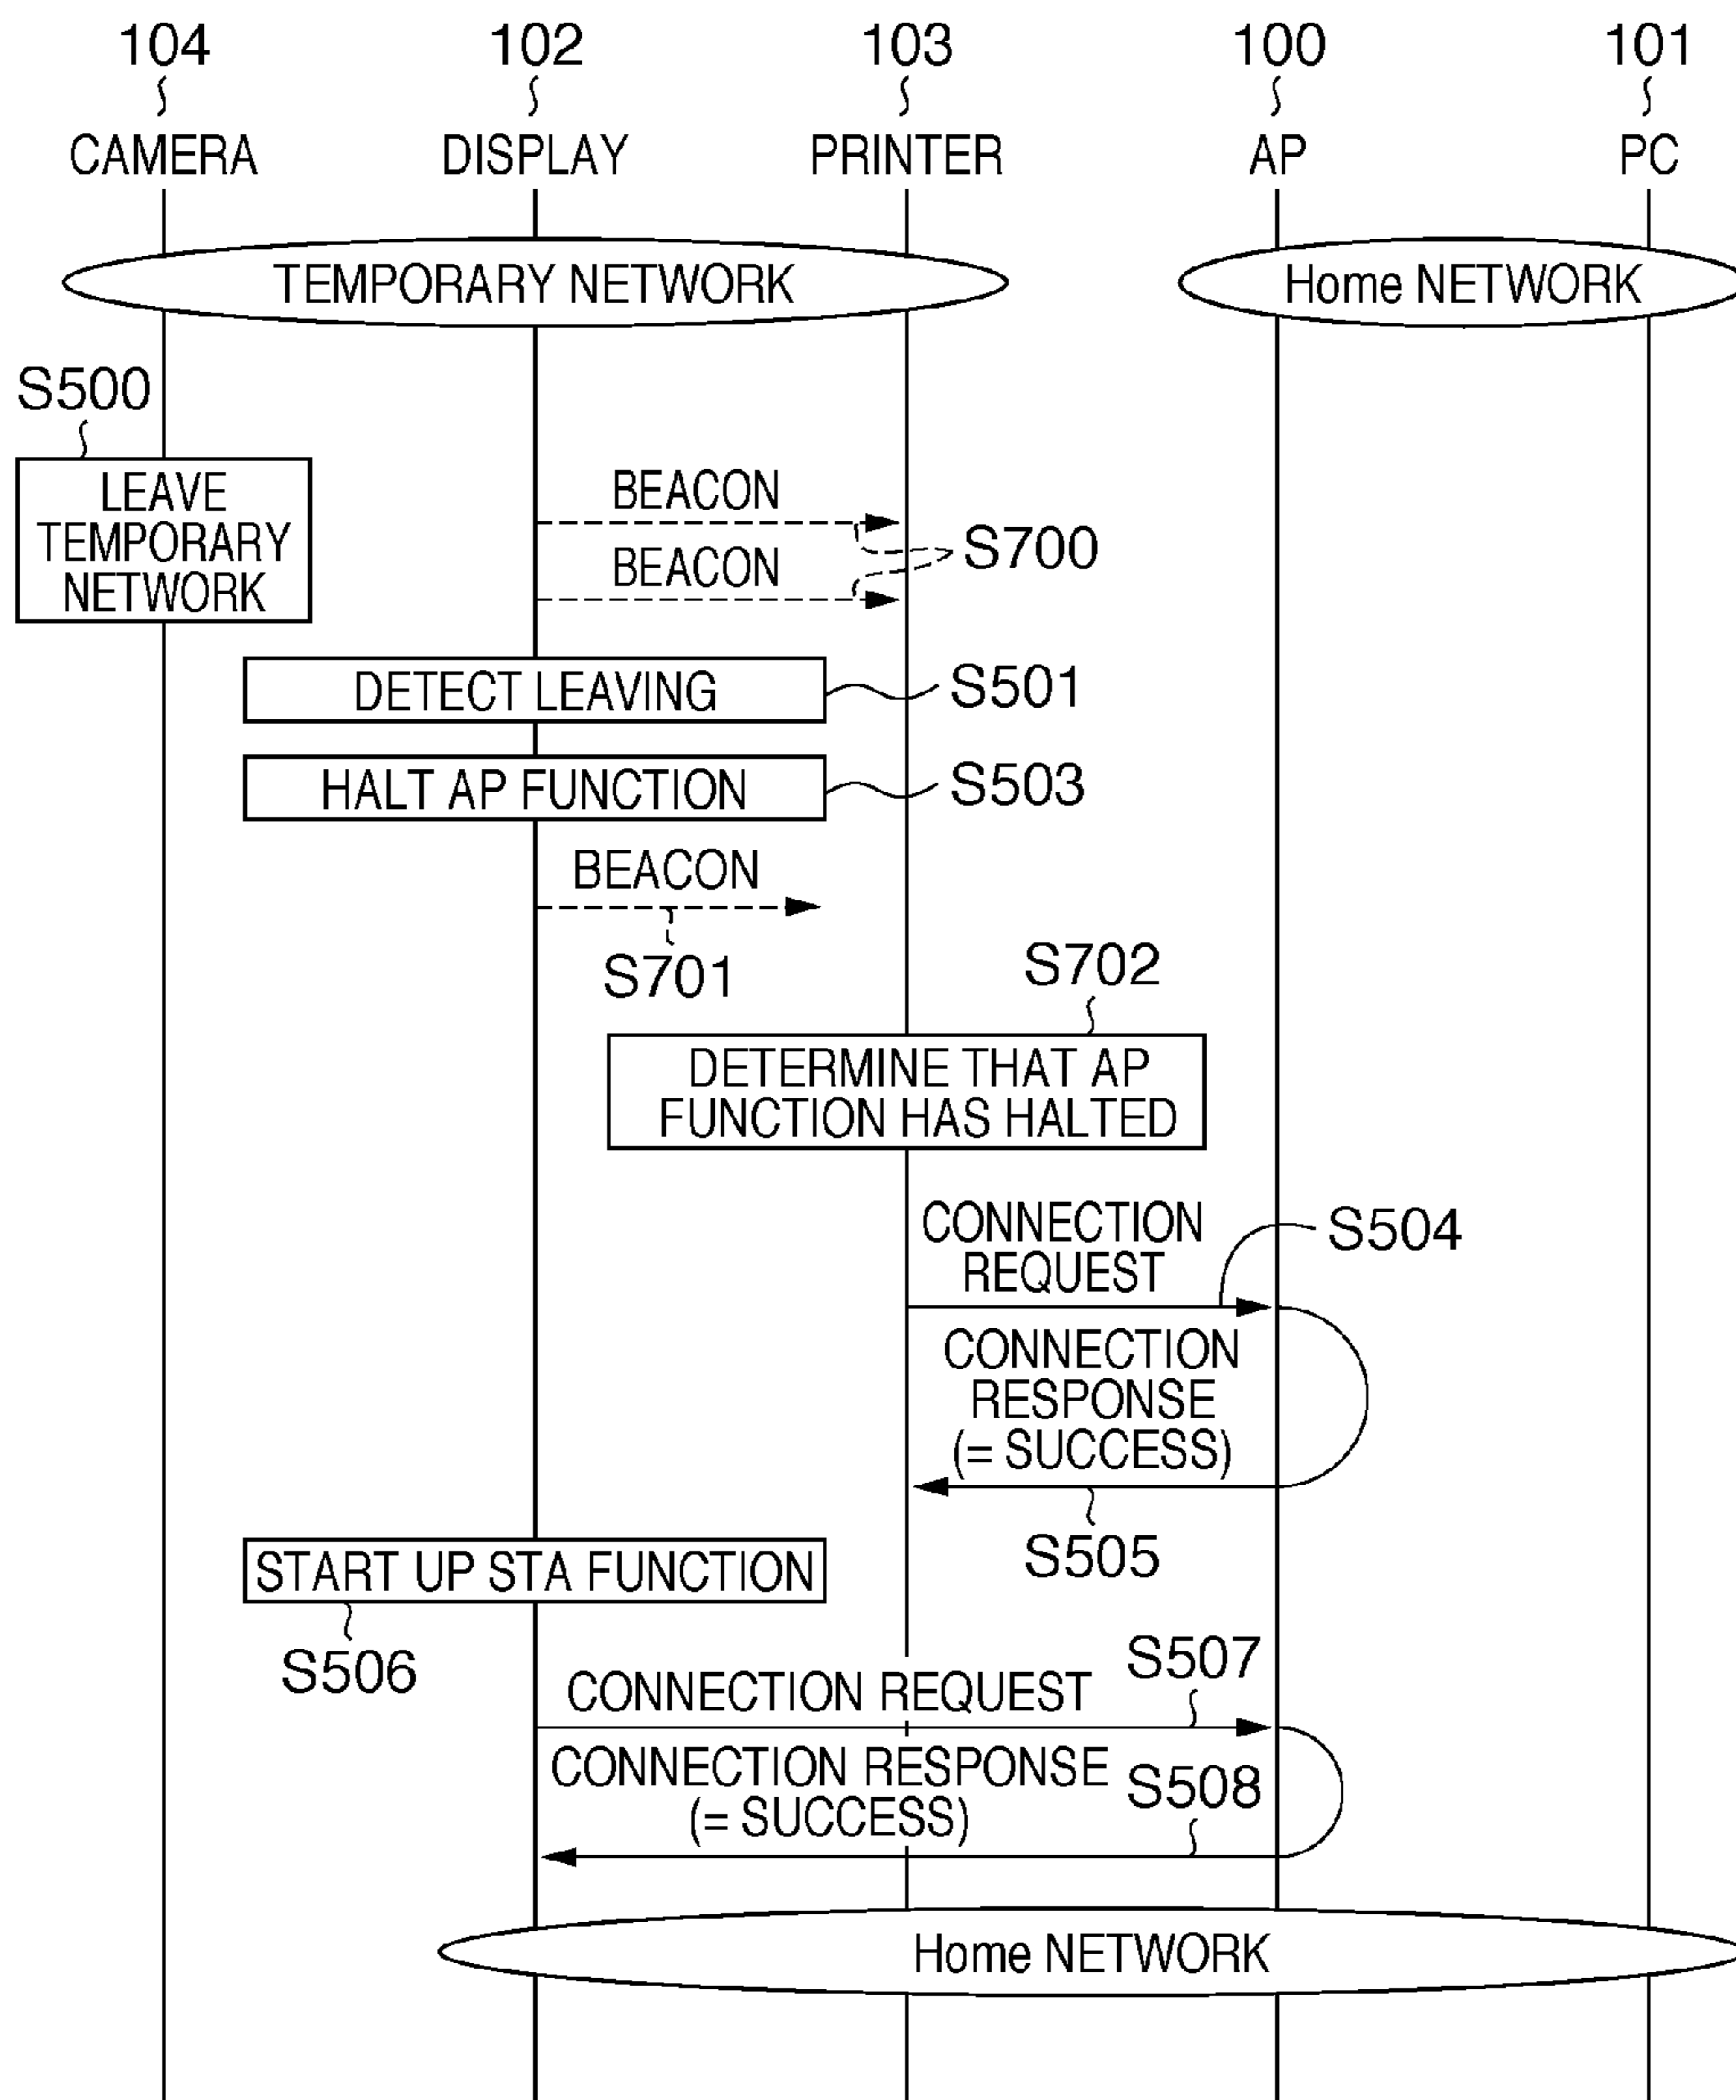 104 102 103 100 101
CAMERA DISPLAY PRINTER AP PC
TEMPORARY NETWORK Home NETWORK
S500
LEAVE
TEMPORARY
NETWORK
BEACON
S700
BEACON
DETECT LEAVING S501
HALT AP FUNCTION S503
BEACON
S701
S702
DETERMINE THAT AP
FUNCTION HAS HALTED
CONNECTION
REQUEST
S504
CONNECTION
RESPONSE
(= SUCCESS)
S505
START UP STA FUNCTION
S506
S507
CONNECTION REQUEST
CONNECTION RESPONSE
(= SUCCESS)
S508
Home NETWORK